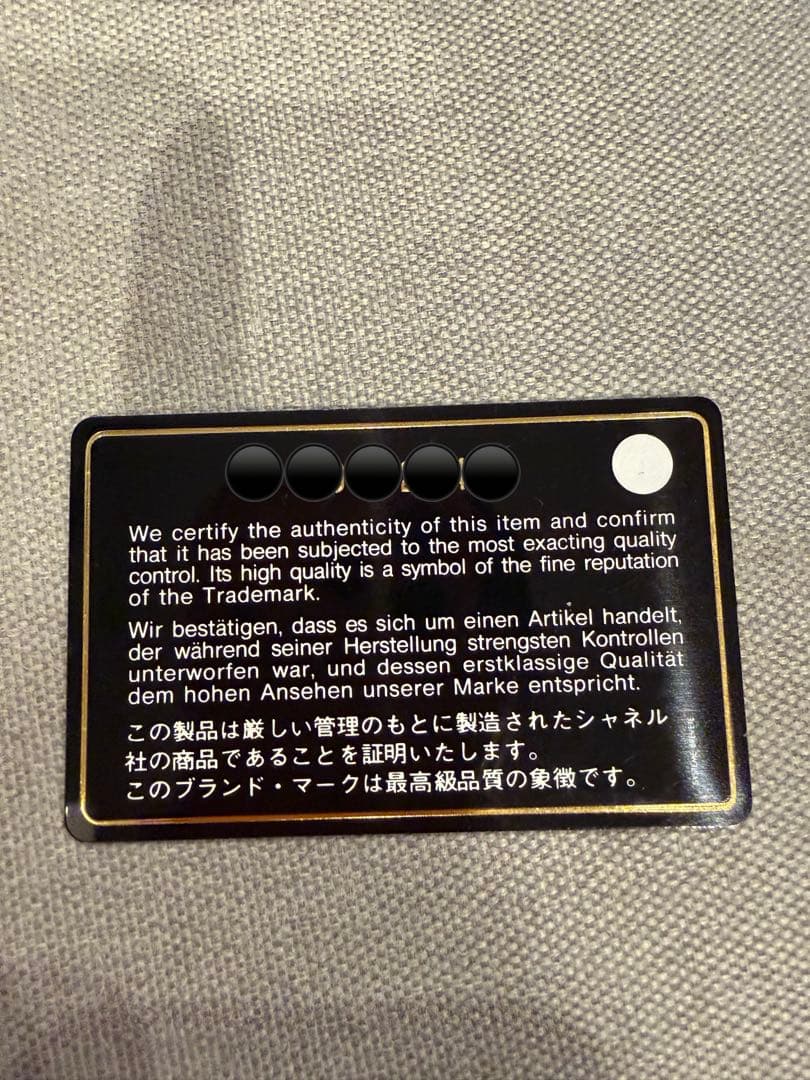 We certify the authenticity of this item and confirm
that it has been subjected to the most exacting quality
control. Its high quality is a symbol of the fine reputation
of the Trademark.
Wir bestätigen, dass es sich um einen Artikel handelt,
der während seiner Herstellung strengsten Kontrollen
unterworfen war, und dessen erstklassige Qualität
dem hohen Ansehen unserer Marke entspricht.
この製品は厳しい管理のもとに製造されたシャネル
社の商品であることを証明いたします。
このブランド・マークは最高級品質の象徴です。